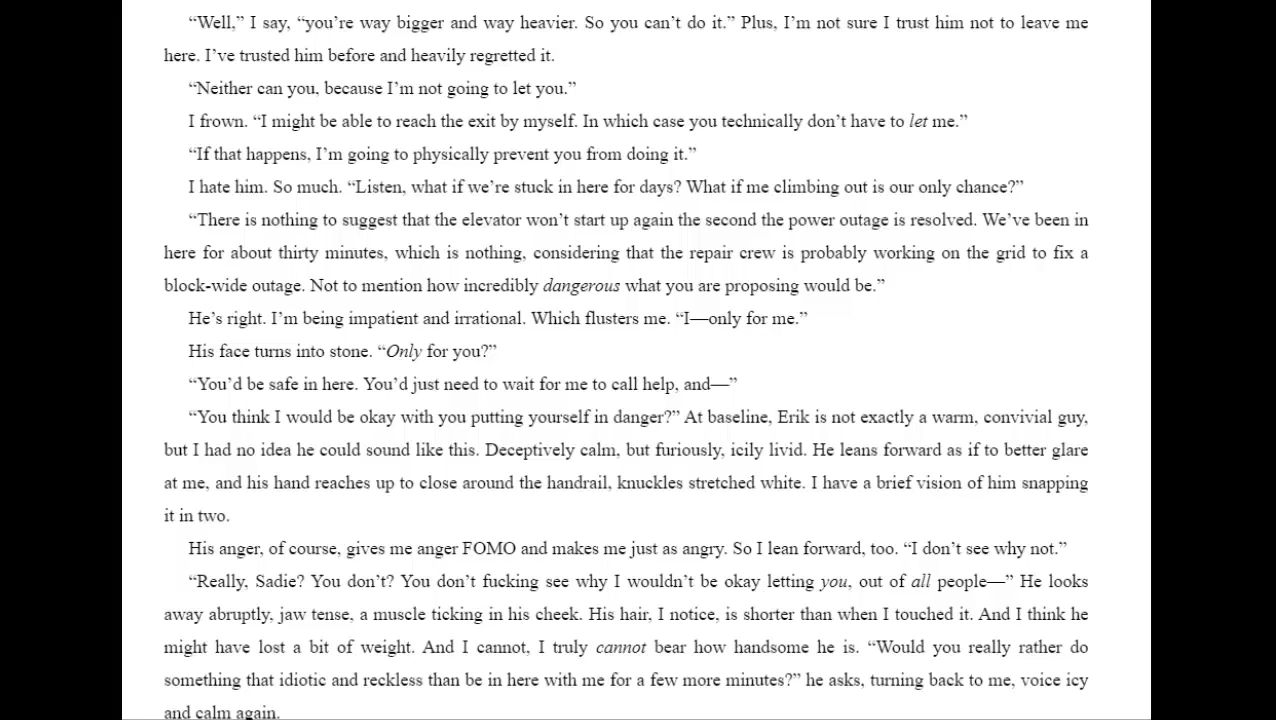 “Well,” I say, “you’re way bigger and way heavier. So you can’t do it.” Plus, I’m not sure I trust him not to leave me
here. I’ve trusted him before and heavily regretted it.
“Neither can you, because I’m not going to let you.”
I frown. “I might be able to reach the exit by myself. In which case you technically don’t have to let me.”
“If that happens, I’m going to physically prevent you from doing it.”
I hate him. So much. “Listen, what if we’re stuck in here for days? What if me climbing out is our only chance?”
“There is nothing to suggest that the elevator won’t start up again the second the power outage is resolved. We’ve been in
here for about thirty minutes, which is nothing, considering that the repair crew is probably working on the grid to fix a
block-wide outage. Not to mention how incredibly dangerous what you are proposing would be.”
He’s right. I’m being impatient and irrational. Which flusters me. “I—only for me.”
His face turns into stone. “Only for you?”
“You’d be safe in here. You’d just need to wait for me to call help, and—”
“You think I would be okay with you putting yourself in danger?” At baseline, Erik is not exactly a warm, convivial guy,
but I had no idea he could sound like this. Deceptively calm, but furiously, icily livid. He leans forward as if to better glare
at me, and his hand reaches up to close around the handrail, knuckles stretched white. I have a brief vision of him snapping
it in two.
His anger, of course, gives me anger FOMO and makes me just as angry. So I lean forward, too. “I don’t see why not.”
“Really, Sadie? You don’t? You don’t fucking see why I wouldn’t be okay letting you, out of all people—” He looks
away abruptly, jaw tense, a muscle ticking in his cheek. His hair, I notice, is shorter than when I touched it. And I think he
might have lost a bit of weight. And I cannot, I truly cannot bear how handsome he is. “Would you really rather do
something that idiotic and reckless than be in here with me for a few more minutes?” he asks, turning back to me, voice icy
and calm again.